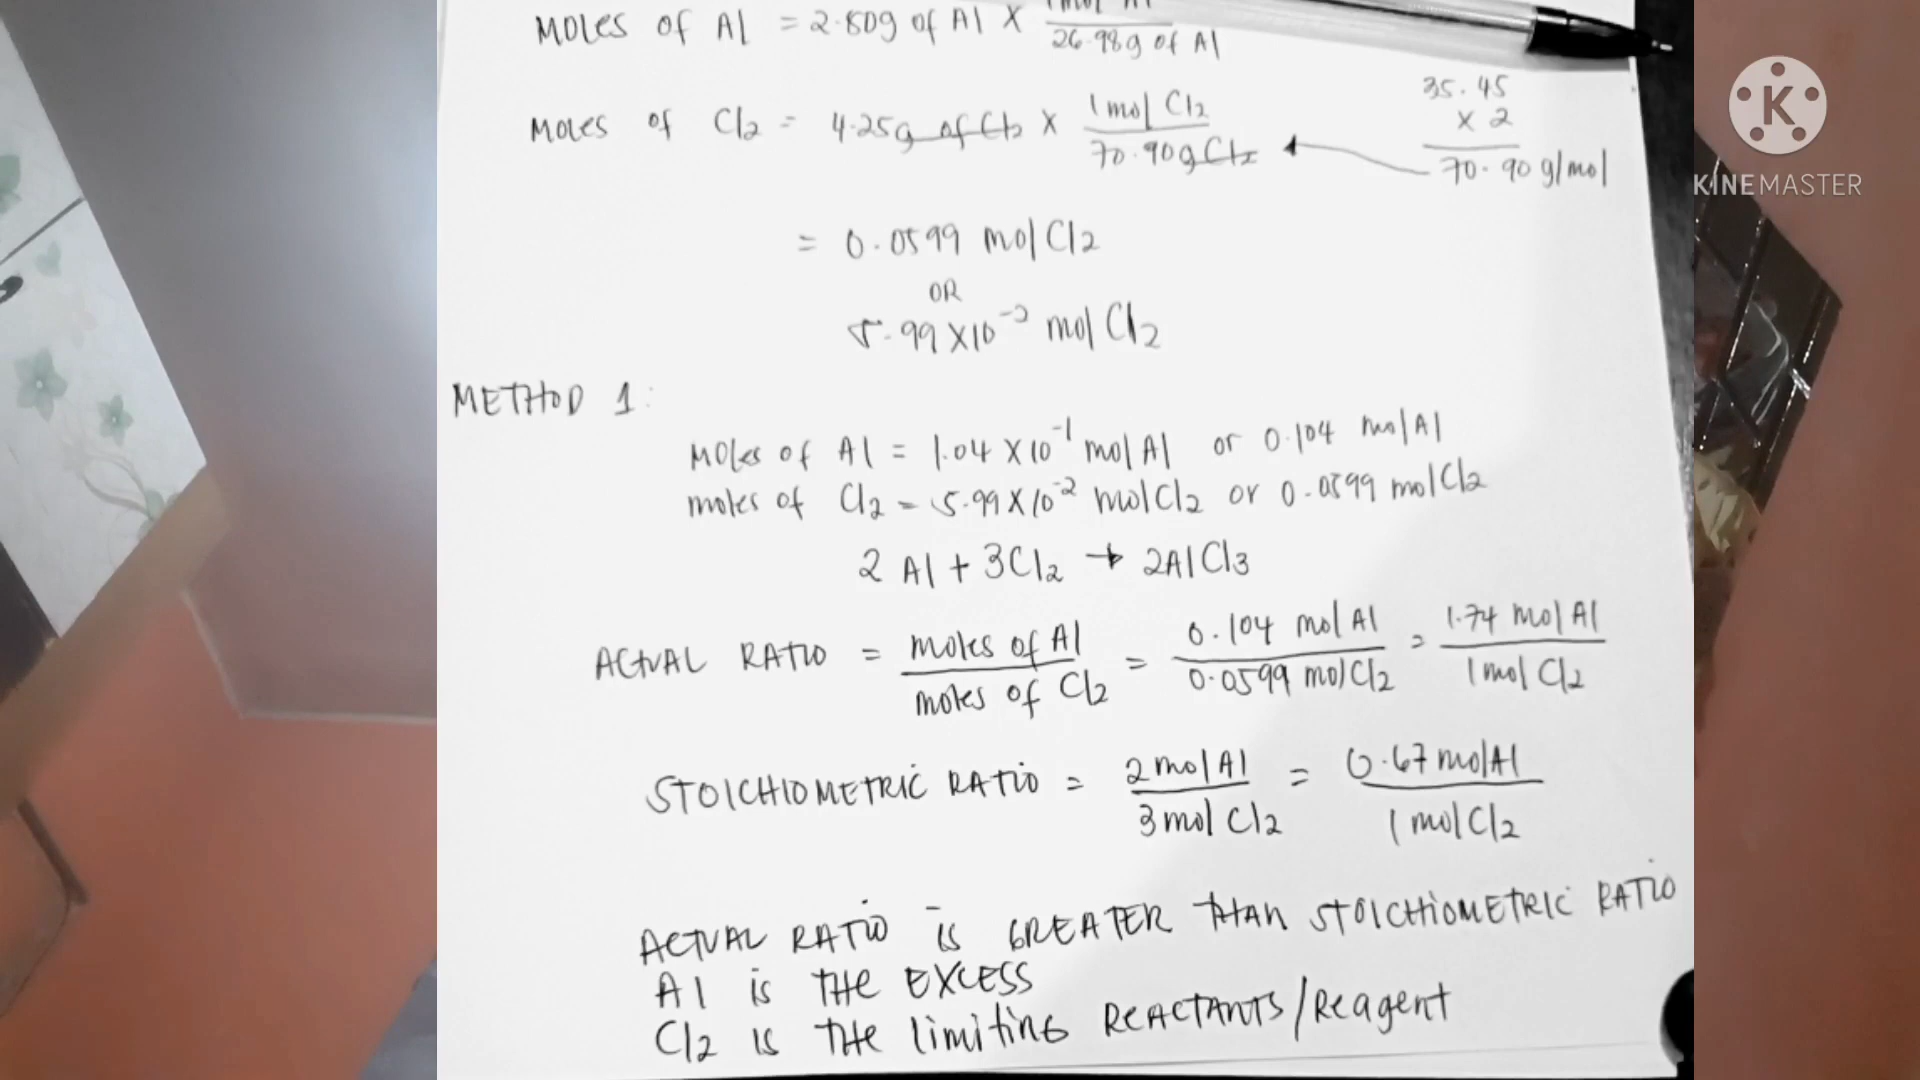 Moles of Al = 2.80g of Al X 1mol Al / 26.98g of Al
Moles of Cl2 = 4.25g of Cl2 X 1mol Cl2 / 70.90g Cl2
35.45
x 2
70.90 g/mol
= 0.0599 mol Cl2
OR
5.99 X10⁻² mol Cl2
METHOD 1:
Moles of Al = 1.04 X 10⁻¹ mol Al or 0.104 mol Al
moles of Cl2 = 5.99 X 10⁻² mol Cl2 or 0.0599 mol Cl2
2 Al + 3Cl2 → 2AlCl3
ACTUAL RATIO = moles of Al / moles of Cl2 = 0.104 mol Al / 0.0599 mol Cl2 = 1.74 mol Al / 1 mol Cl2
STOICHIOMETRIC RATIO = 2 mol Al / 3 mol Cl2 = 0.67 mol Al / 1 mol Cl2
ACTUAL RATIO is GREATER THAN STOICHIOMETRIC RATIO
Al is THE EXCESS
Cl2 is THE limiting REACTANTS/Reagent
K
KINEMASTER